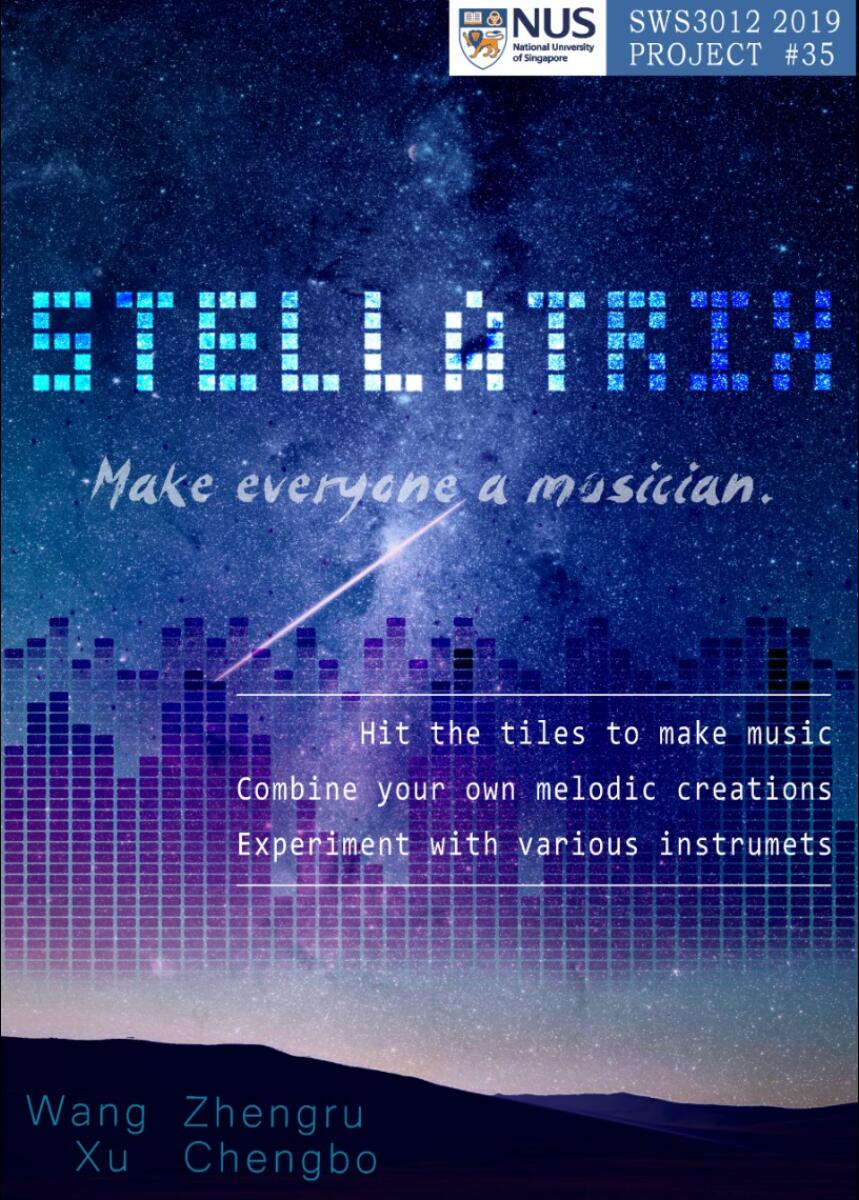 NUS
National University
of Singapore
SWS3012 2019
PROJECT #35
STELLATRIX
Make everyone a musician.
Hit the tiles to make music
Combine your own melodic creations
Experiment with various instrumets
Wang Zhengru
Xu Chengbo